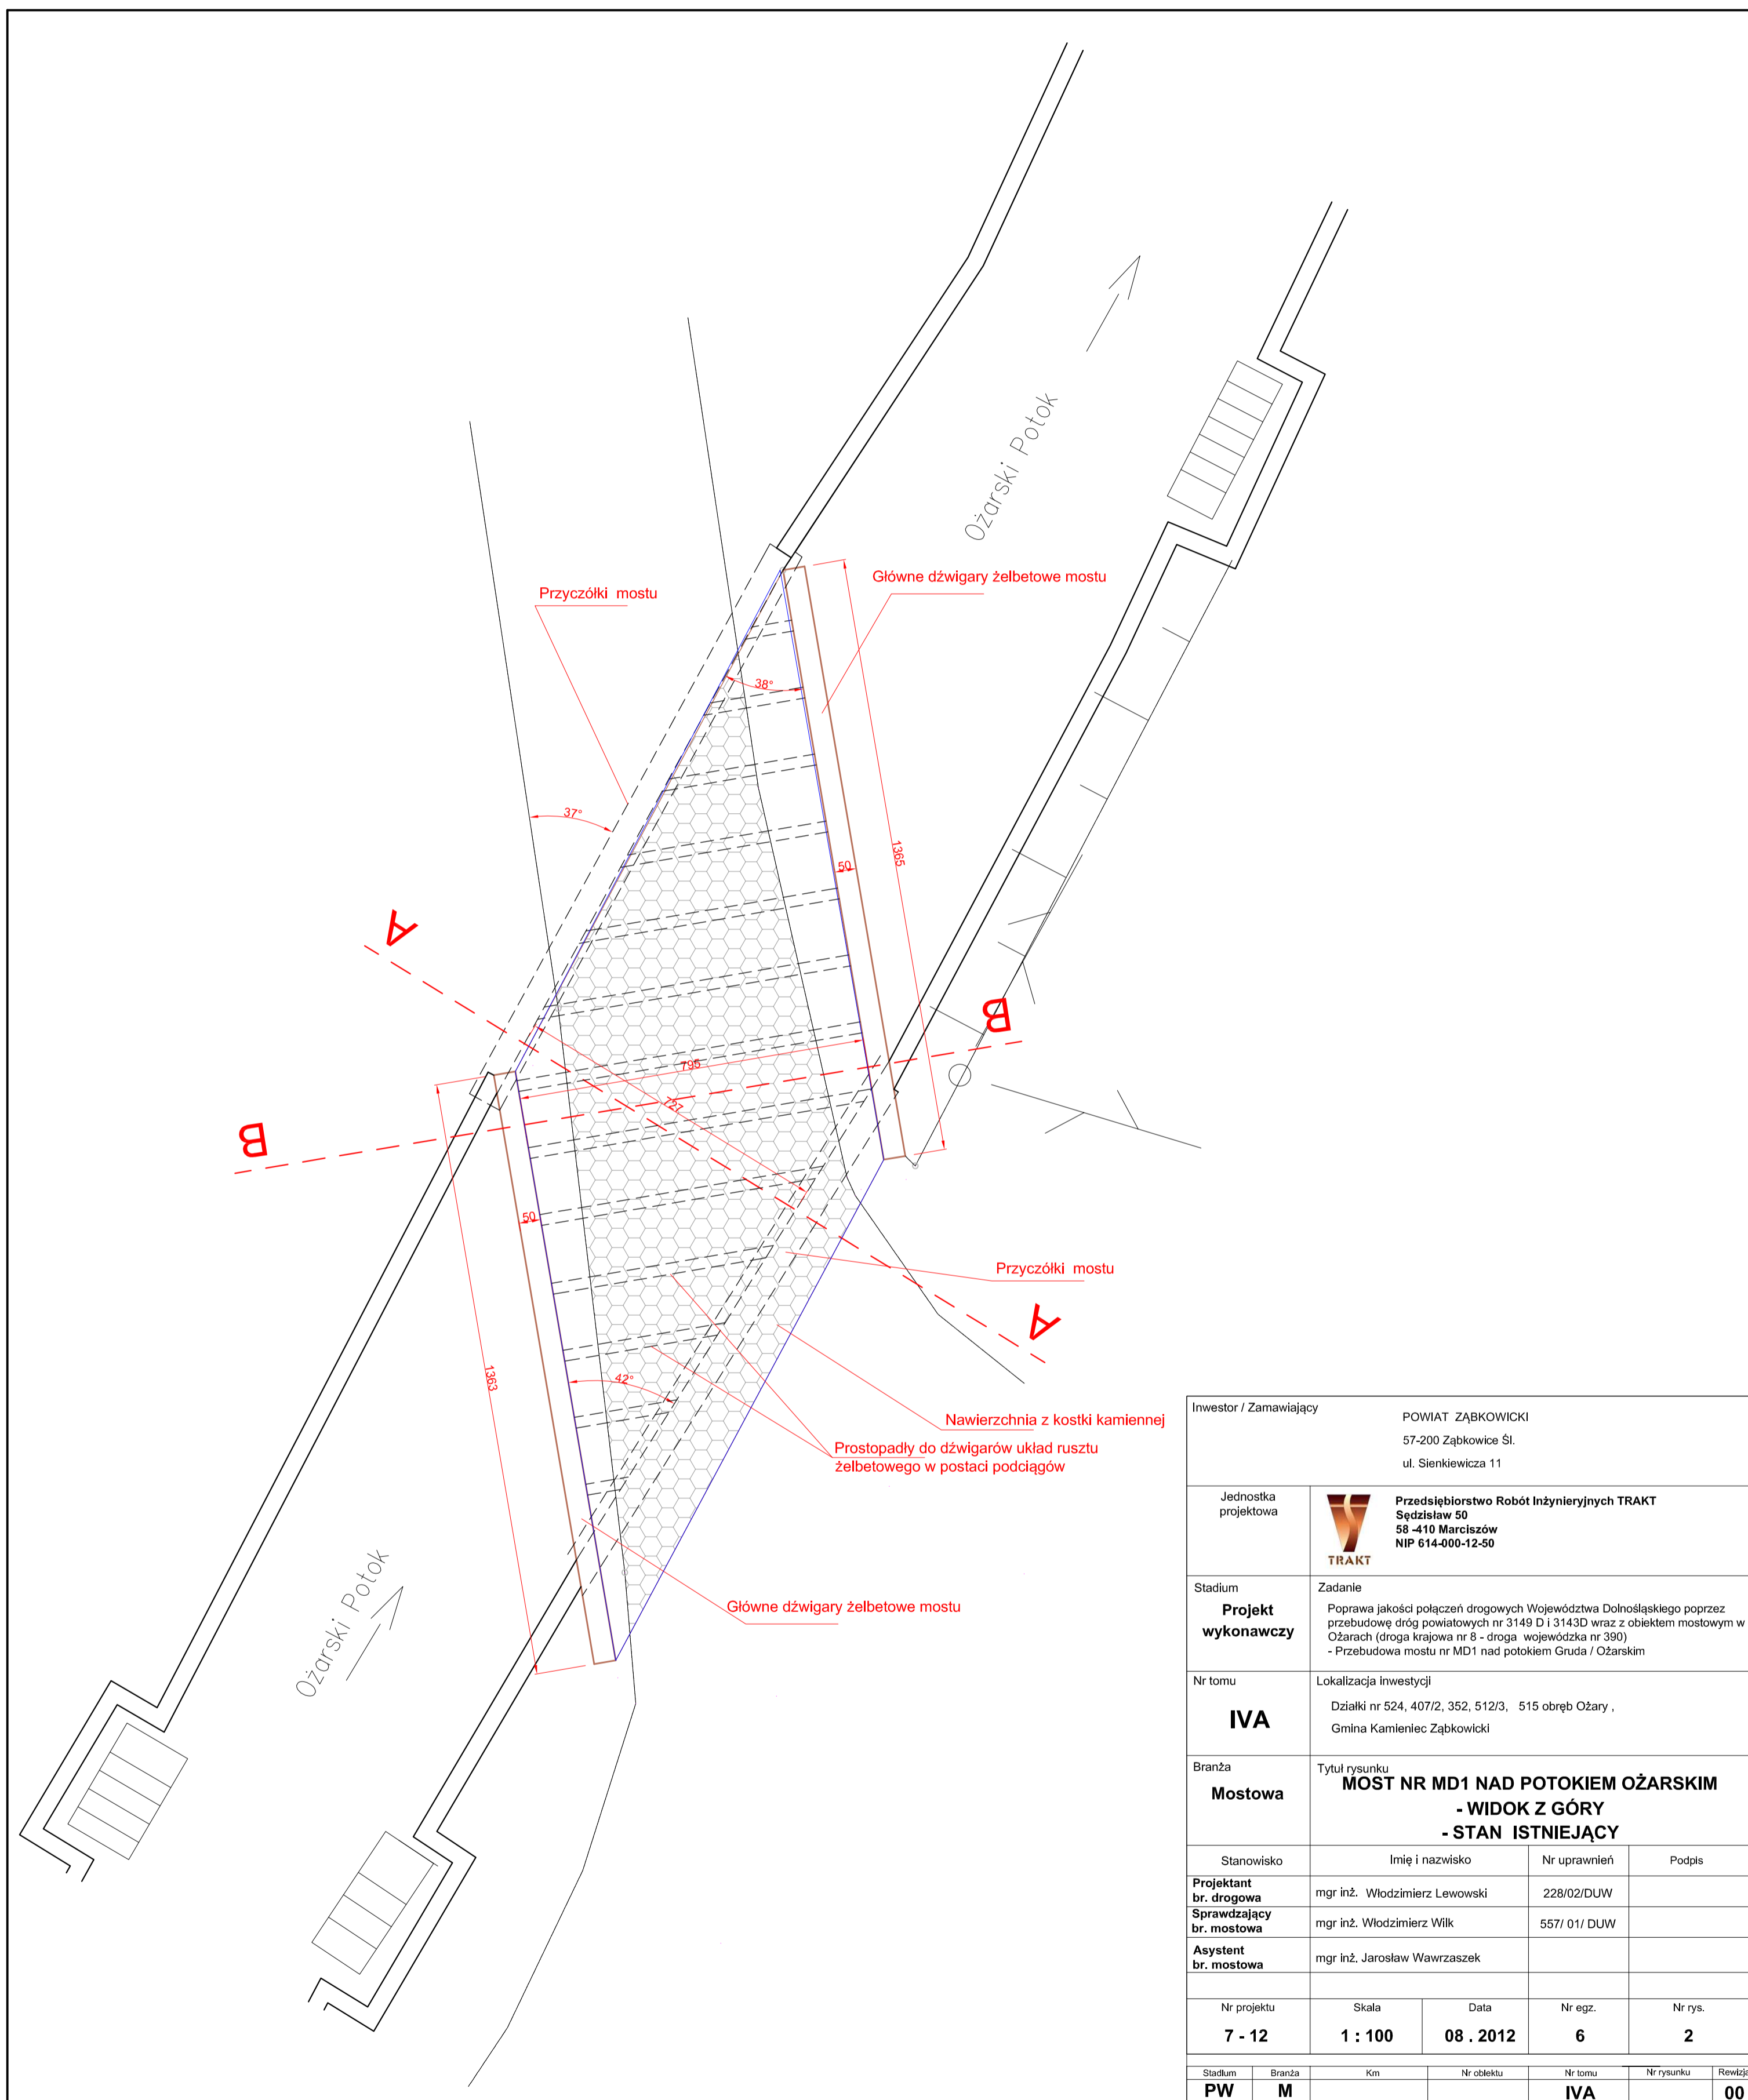 Ożarski Potok
Główne dźwigary żelbetowe mostu
Przyczółki mostu
38°
37°
1365
50
A
B
795
727
B
50
Przyczółki mostu
A
1363
42°
Nawierzchnia z kostki kamiennej
Prostopadły do dźwigarów układ rusztu
żelbetowego w postaci podciągów
Główne dźwigary żelbetowe mostu
Ożarski Potok
Inwestor / Zamawiający
POWIAT ZĄBKOWICKI
57-200 Ząbkowice Śl.
ul. Sienkiewicza 11
Jednostka
projektowa
TRAKT
Przedsiębiorstwo Robót Inżynieryjnych TRAKT
Sędzisław 50
58 -410 Marciszów
NIP 614-000-12-50
Stadium
Projekt
wykonawczy
Zadanie
Poprawa jakości połączeń drogowych Województwa Dolnośląskiego poprzez
przebudowę dróg powiatowych nr 3149 D i 3143D wraz z obiektem mostowym w
Ożarach (droga krajowa nr 8 - droga wojewódzka nr 390)
- Przebudowa mostu nr MD1 nad potokiem Gruda / Ożarskim
Nr tomu
IVA
Lokalizacja inwestycji
Działki nr 524, 407/2, 352, 512/3, 515 obręb Ożary ,
Gmina Kamieniec Ząbkowicki
Branża
Mostowa
Tytuł rysunku
MOST NR MD1 NAD POTOKIEM OŻARSKIM
- WIDOK Z GÓRY
- STAN ISTNIEJĄCY
Stanowisko Imię i nazwisko Nr uprawnień Podpis
Projektant
br. drogowa
mgr inż. Włodzimierz Lewowski 228/02/DUW
Sprawdzający
br. mostowa
mgr inż. Włodzimierz Wilk 557/ 01/ DUW
Asystent
br. mostowa
mgr inż. Jarosław Wawrzaszek
Nr projektu Skala Data Nr egz. Nr rys.
7 - 12 1 : 100 08 . 2012 6 2
Stadium Branża Km Nr obiektu Nr tomu Nr rysunku Rewizja
PW M IVA 00